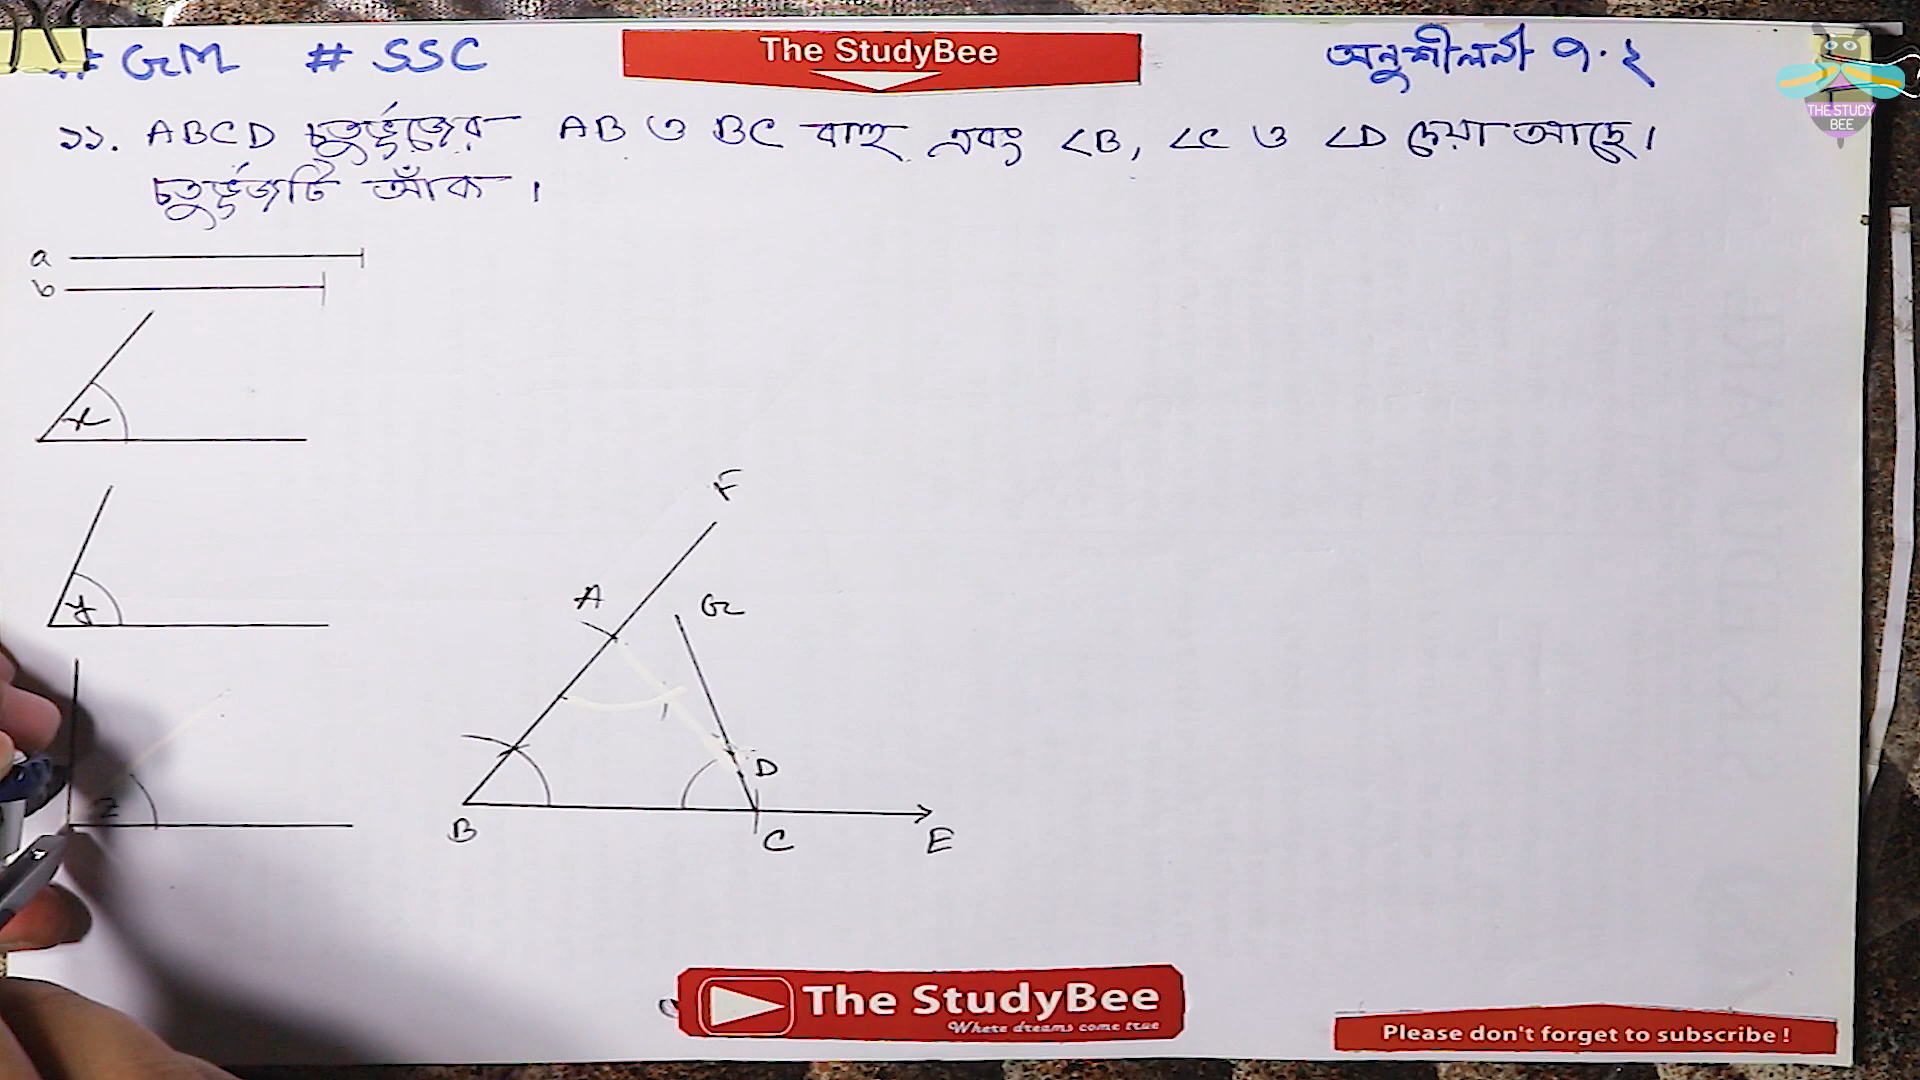 # GM # SSC
The StudyBee
অনুশীলনী ৭.২
THE STUDY
BEE
১১. ABCD চতুর্ভুজের AB ও BC বাহু এবং ∠B, ∠C ও ∠D দেয়া আছে।
চতুর্ভুজটি আঁক।
a
b
x
y
z
F
A
G
D
B
C
E
The StudyBee
Where dreams come true
Please don't forget to subscribe !